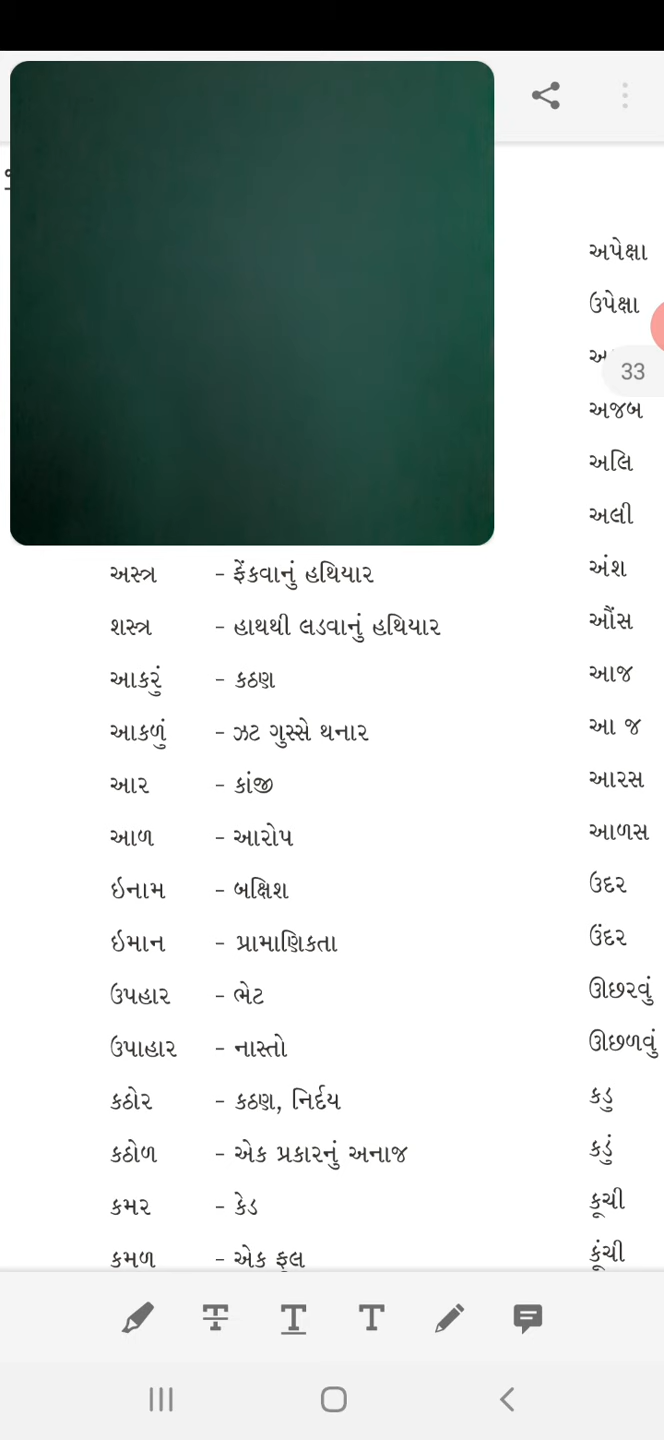 33
અસ્ત્ર - ફેંકવાનું હથિયાર
શસ્ત્ર - હાથથી લડવાનું હથિયાર
આકરું - કઠણ
આકળું - ઝટ ગુસ્સે થનાર
આર - કાંજી
આળ - આરોપ
ઇનામ - બક્ષિશ
ઇમાન - પ્રામાણિકતા
ઉપહાર - ભેટ
ઉપાહાર - નાસ્તો
કઠોર - કઠણ, નિર્દય
કઠોળ - એક પ્રકારનું અનાજ
કમર - કેડ
કમળ - એક ફૂલ
અપેક્ષા
ઉપેક્ષા
અજબ
અલિ
અલી
અંશ
ઔંસ
આજ
આ જ
આરસ
આળસ
ઉદર
ઉંદર
ઊછરવું
ઊછળવું
કડુ
કડું
કૂચી
કૂંચી
T T T